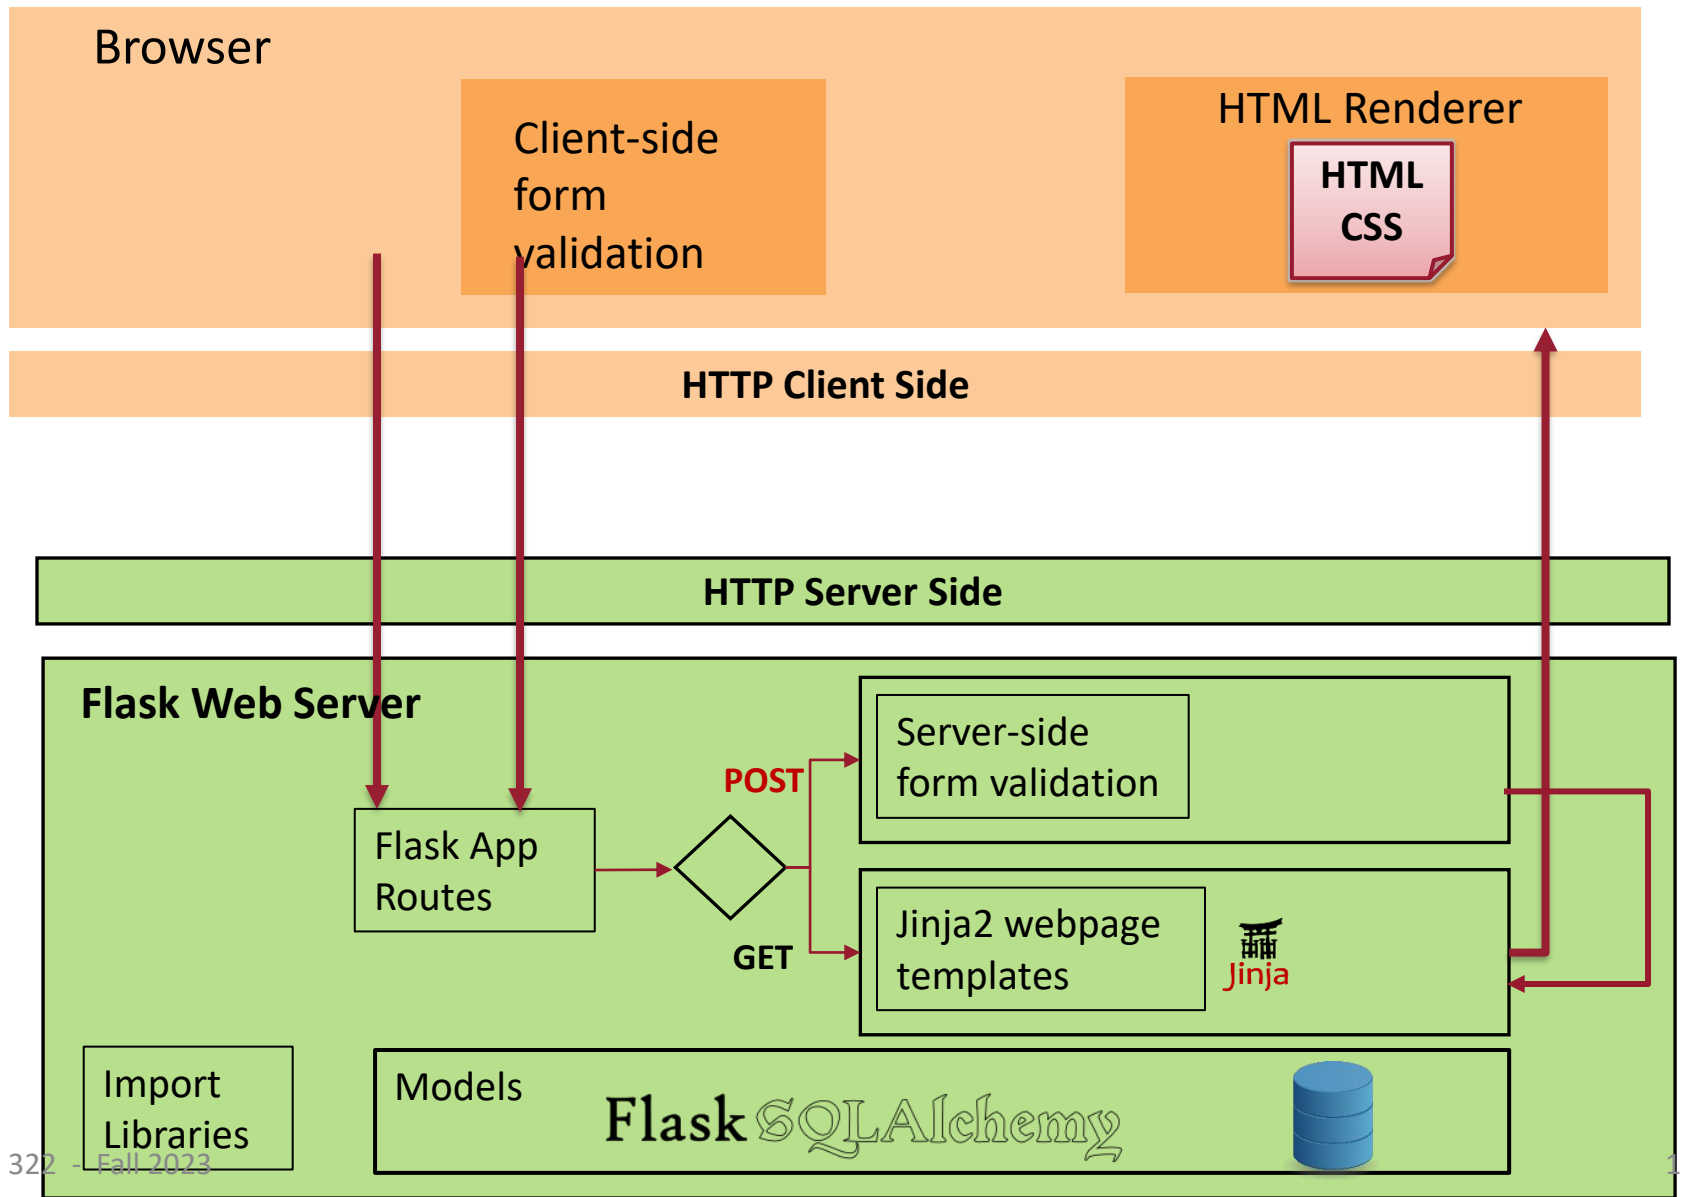 Browser
Client-side
form
validation
HTML Renderer
HTML
CSS
HTTP Client Side
HTTP Server Side
Flask Web Server
Server-side
form validation
POST
Flask App
Routes
GET
Jinja2 webpage
templates
Jinja
Import
Libraries
Models
Flask SQLAlchemy
322 - Fall 2023
1